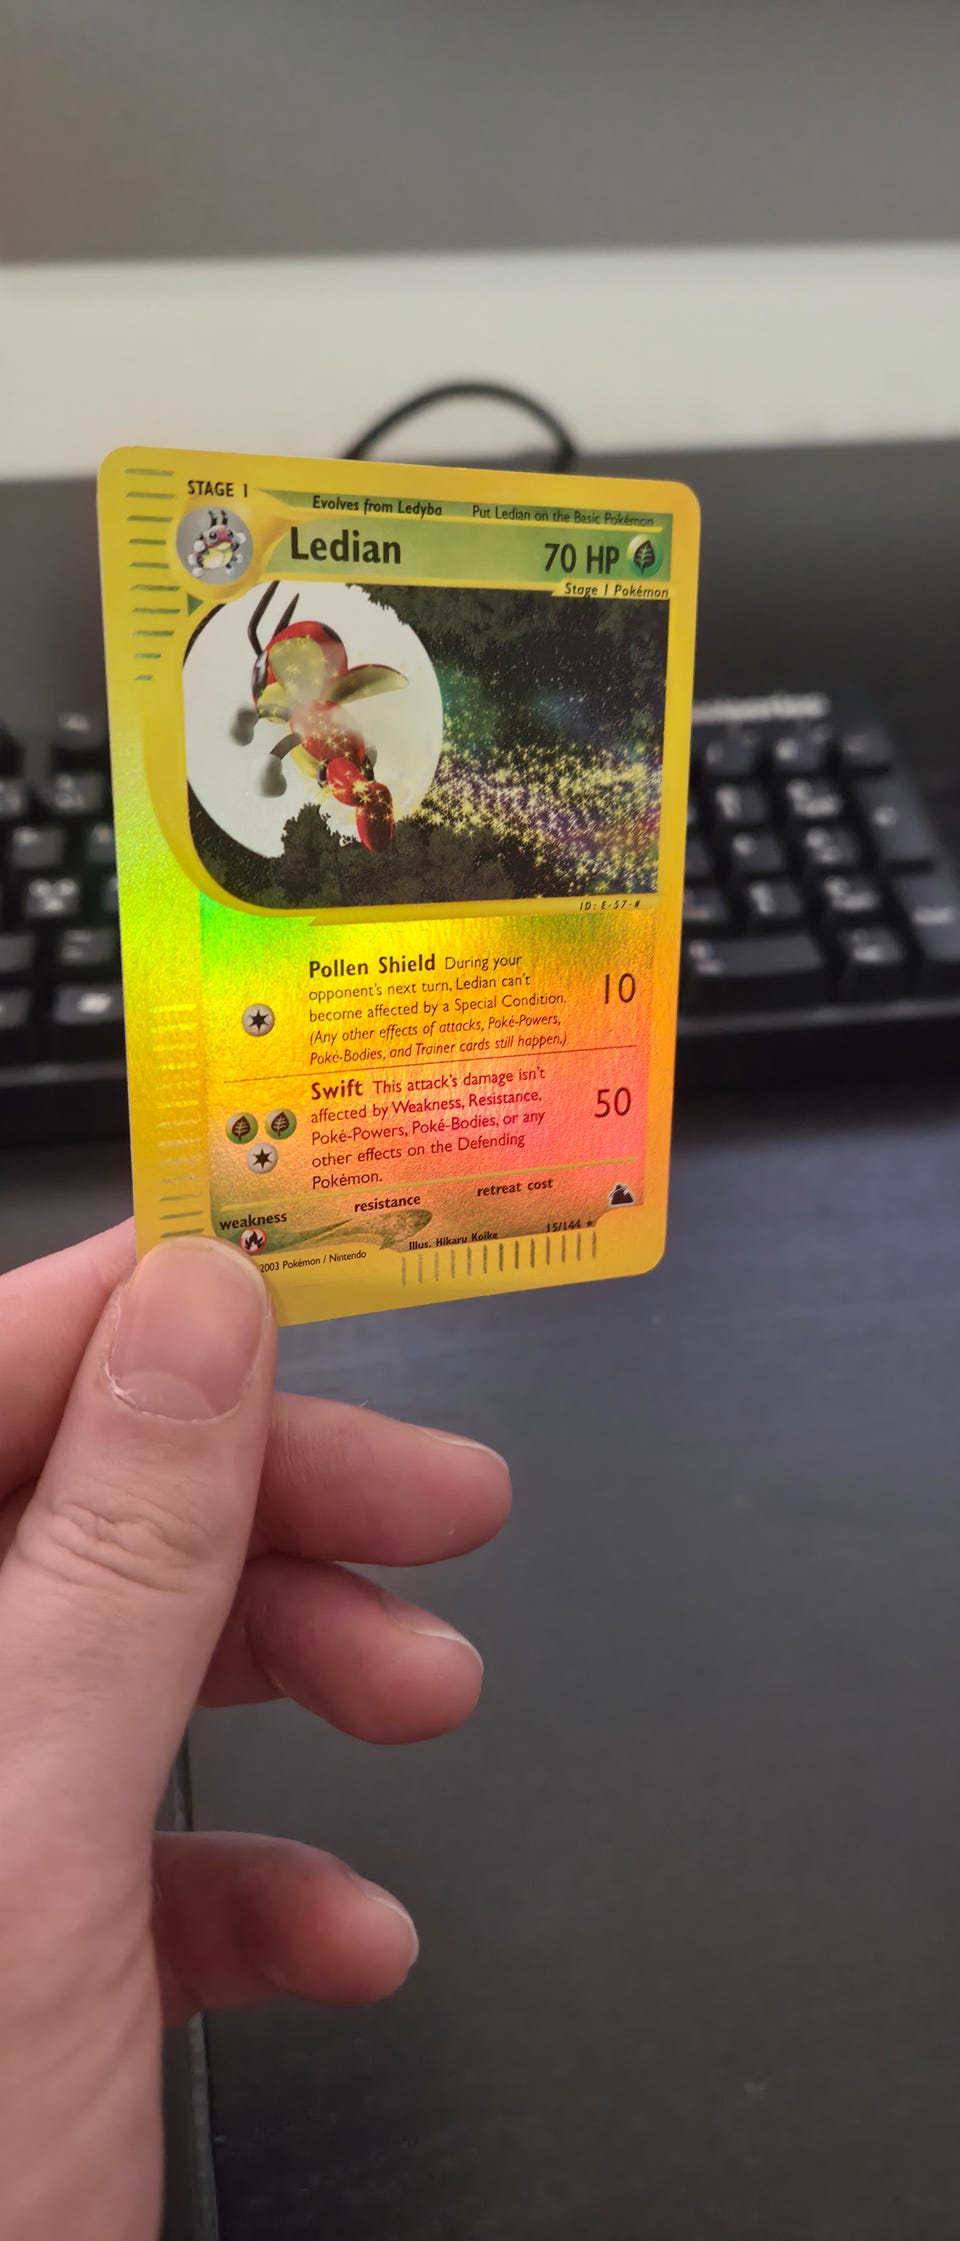 STAGE 1
Evolves from Ledyba Put Ledian on the Basic Pokémon
Ledian 70 HP
Stage 1 Pokémon
ID: E-57-#
Pollen Shield During your
opponent's next turn, Ledian can't
become affected by a Special Condition.
(Any other effects of attacks, Poké-Powers,
Poké-Bodies, and Trainer cards still happen.)
10
Swift This attack's damage isn't
affected by Weakness, Resistance,
Poké-Powers, Poké-Bodies, or any
other effects on the Defending
Pokémon.
50
weakness resistance retreat cost
2003 Pokémon / Nintendo Illus. Hikaru Koike 15/144 ★